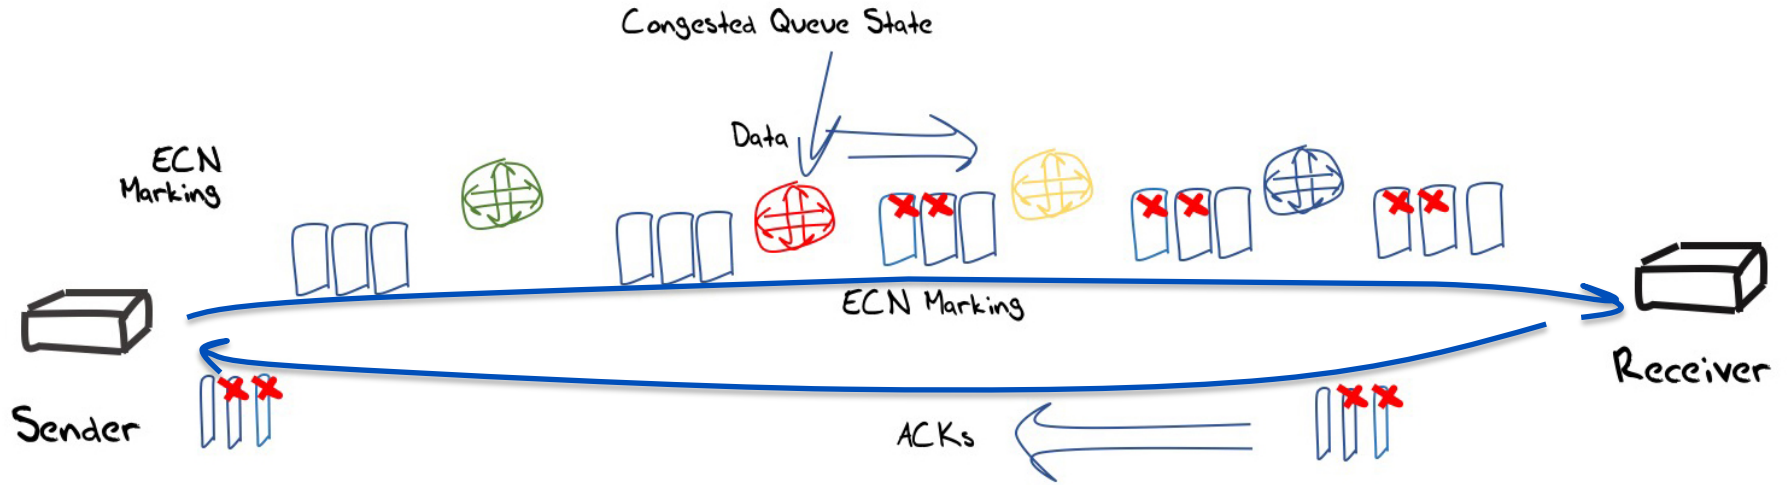 Congested Queue State
Data
ECN
Marking
ECN Marking
Receiver
Sender
ACKs